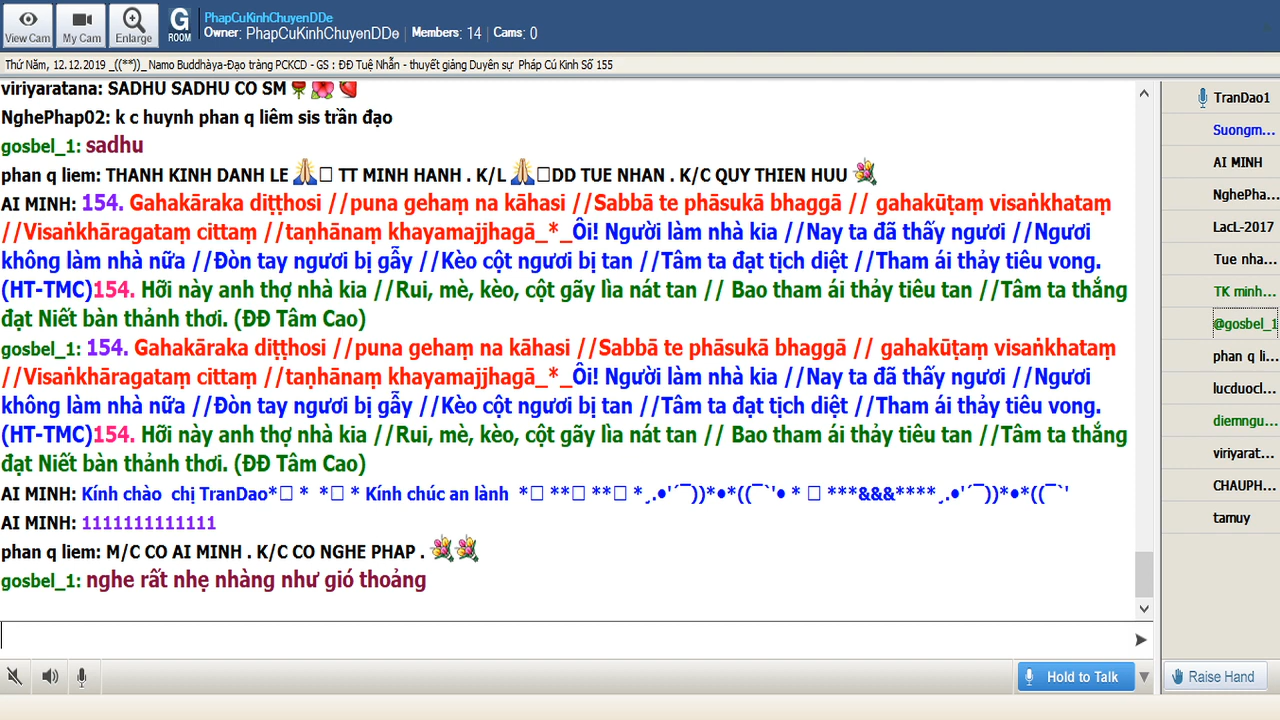 View Cam
My Cam
Enlarge
G
ROOM
PhapCuKinhChuyenDDe
Owner: PhapCuKinhChuyenDDe | Members: 14 | Cams: 0
Thứ Năm, 12.12.2019 _((**))_ Namo Buddhàya-Đạo tràng PCKCD - GS : ĐĐ Tuệ Nhẫn - thuyết giảng Duyên sự Pháp Cú Kinh Số 155
viriyaratana: SADHU SADHU CO SM
NghePhap02: k c huynh phan q liêm sis trần đạo
gosbel_1: sadhu
phan q liem: THANH KINH DANH LE TT MINH HANH . K/L DD TUE NHAN . K/C QUY THIEN HUU
AI MINH: 154. Gahakāraka diṭṭhosi //puna gehaṃ na kāhasi //Sabbā te phāsukā bhaggā // gahakūṭaṃ visaṅkhataṃ
//Visaṅkhāragataṃ cittaṃ //taṇhānaṃ khayamajjhagā_*_Ôi! Người làm nhà kia //Nay ta đã thấy ngươi //Ngươi
không làm nhà nữa //Đòn tay ngươi bị gẫy //Kèo cột ngươi bị tan //Tâm ta đạt tịch diệt //Tham ái thảy tiêu vong.
(HT-TMC)154. Hỡi này anh thợ nhà kia //Rui, mè, kèo, cột gãy lìa nát tan // Bao tham ái thảy tiêu tan //Tâm ta thắng
đạt Niết bàn thảnh thơi. (ĐĐ Tâm Cao)
gosbel_1: 154. Gahakāraka diṭṭhosi //puna gehaṃ na kāhasi //Sabbā te phāsukā bhaggā // gahakūṭaṃ visaṅkhataṃ
//Visaṅkhāragataṃ cittaṃ //taṇhānaṃ khayamajjhagā_*_Ôi! Người làm nhà kia //Nay ta đã thấy ngươi //Ngươi
không làm nhà nữa //Đòn tay ngươi bị gẫy //Kèo cột ngươi bị tan //Tâm ta đạt tịch diệt //Tham ái thảy tiêu vong.
(HT-TMC)154. Hỡi này anh thợ nhà kia //Rui, mè, kèo, cột gãy lìa nát tan // Bao tham ái thảy tiêu tan //Tâm ta thắng
đạt Niết bàn thảnh thơi. (ĐĐ Tâm Cao)
AI MINH: Kính chào chị TranDao*□ * *□ * Kính chúc an lành *□ **□ **□ *¸.•'´¯))*•*((¯`'• * □ ***&&&****¸.•'´¯))*•*((¯`'
AI MINH: 1111111111111
phan q liem: M/C CO AI MINH . K/C CO NGHE PHAP .
gosbel_1: nghe rất nhẹ nhàng như gió thoảng
Hold to Talk
TranDao1
Suongm...
AI MINH
NghePha...
LacL-2017
Tue nha...
TK minh...
@gosbel_1
phan q li...
lucduocl...
diemngu...
viriyarat...
CHAUPH...
tamuy
Raise Hand